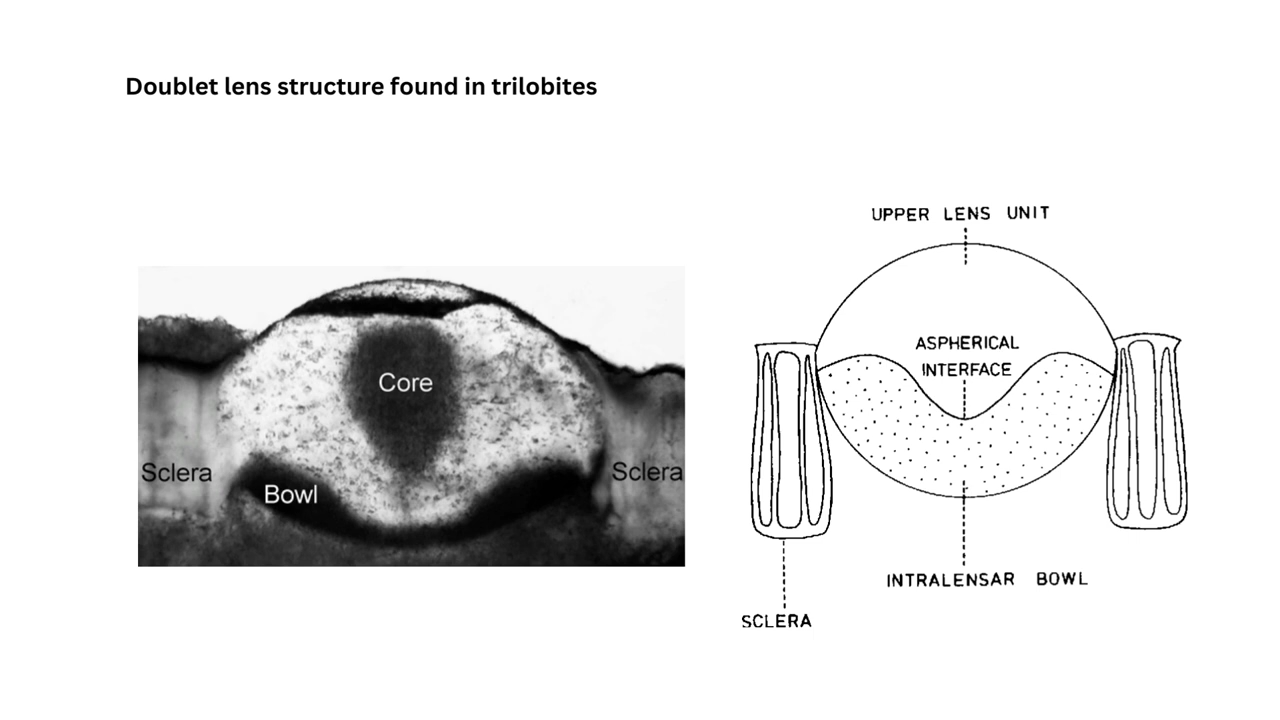 Doublet lens structure found in trilobites
Core
Sclera
Sclera
Bowl
UPPER LENS UNIT
ASPHERICAL
INTERFACE
INTRALENSAR BOWL
SCLERA